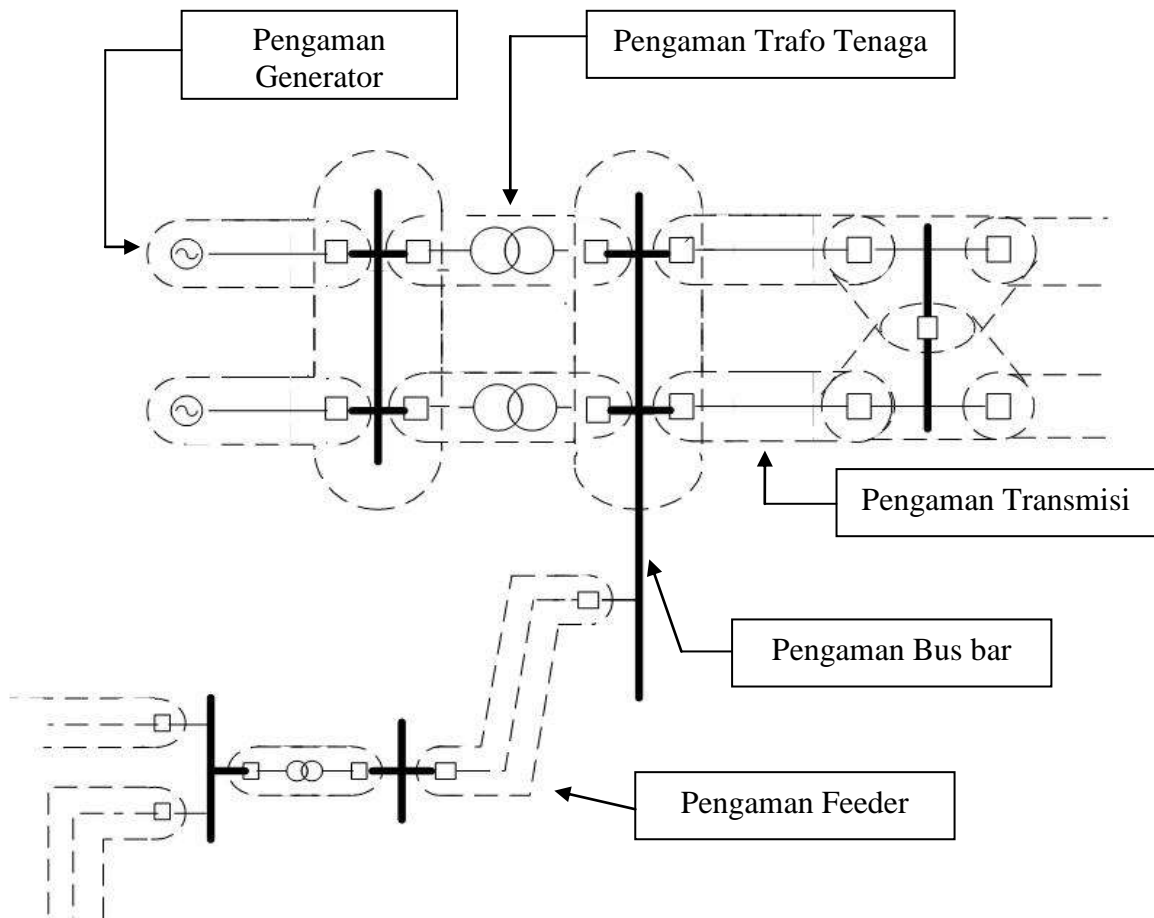 Pengaman
Generator
Pengaman Trafo Tenaga
Pengaman Transmisi
Pengaman Bus bar
Pengaman Feeder